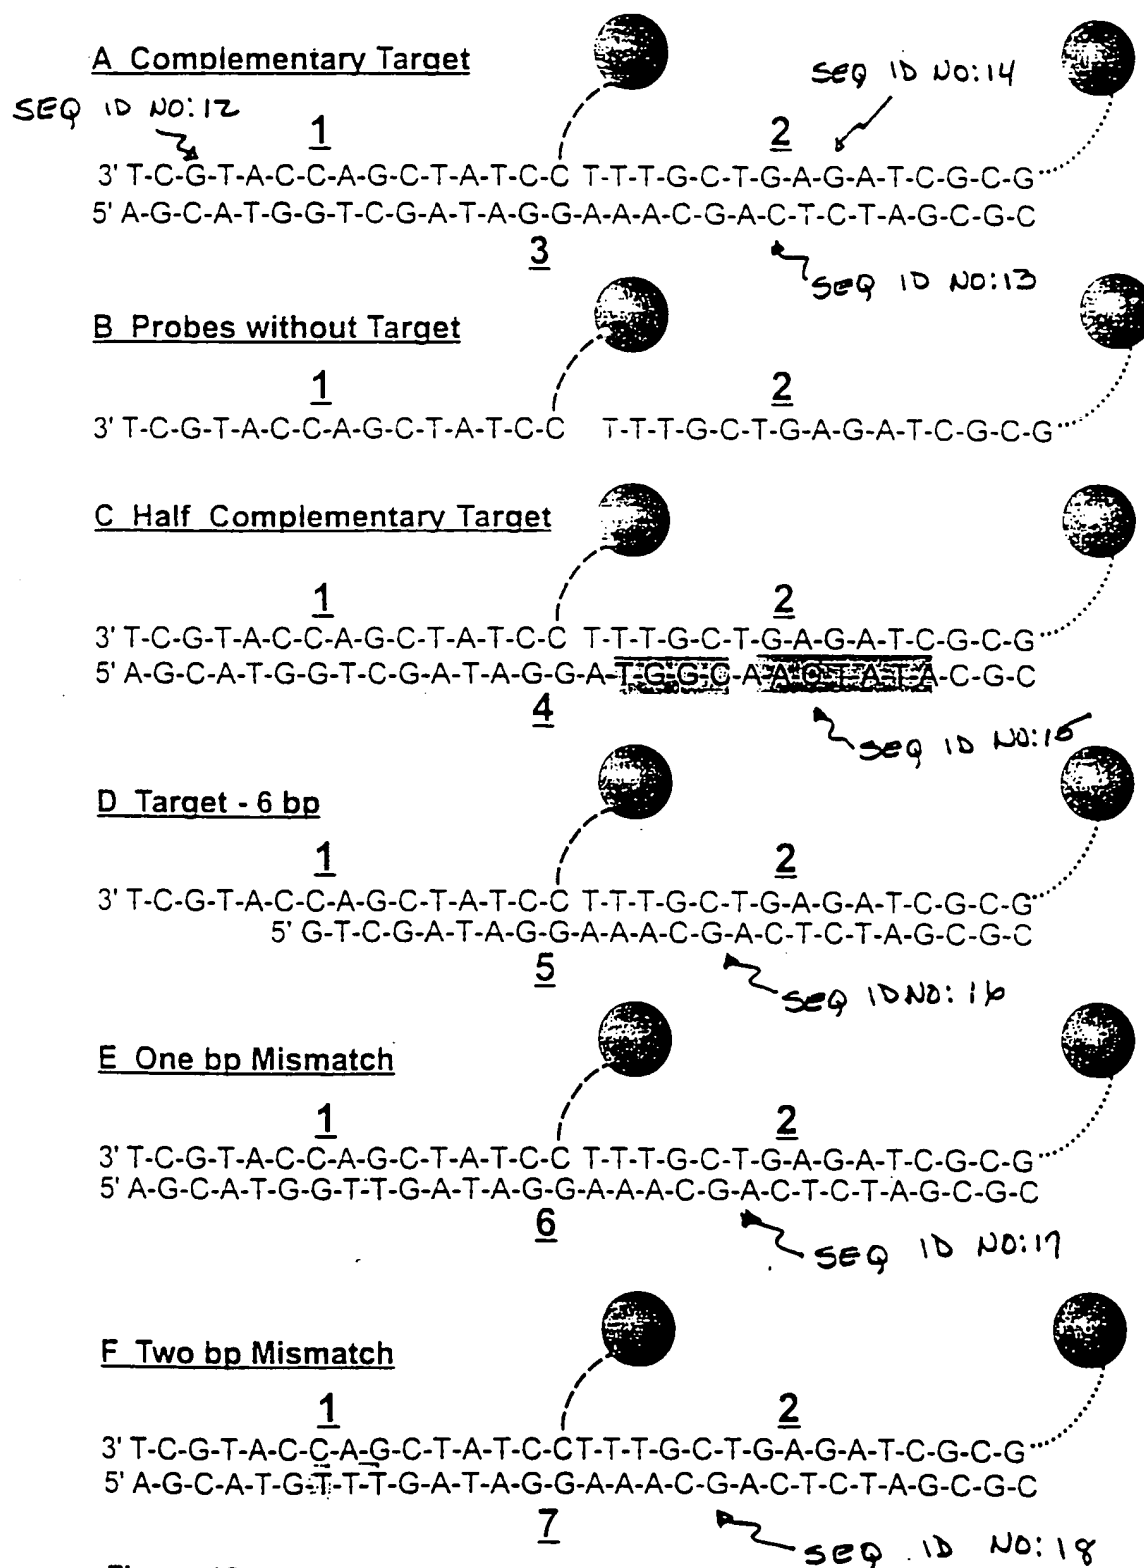 A Complementary Target
SEQ ID NO:12
SEQ ID NO:14
1 2
3' T-C-G-T-A-C-C-A-G-C-T-A-T-C-C T-T-T-G-C-T-G-A-G-A-T-C-G-C-G
5' A-G-C-A-T-G-G-T-C-G-A-T-A-G-G-A-A-A-C-G-A-C-T-C-T-A-G-C-G-C
3
SEQ ID NO:13
B Probes without Target
1 2
3' T-C-G-T-A-C-C-A-G-C-T-A-T-C-C T-T-T-G-C-T-G-A-G-A-T-C-G-C-G
C Half Complementary Target
1 2
3' T-C-G-T-A-C-C-A-G-C-T-A-T-C-C T-T-T-G-C-T-G-A-G-A-T-C-G-C-G
5' A-G-C-A-T-G-G-T-C-G-A-T-A-G-G-A-T-G-G-C-A-A-C-T-A-T-A-C-G-C
4
SEQ ID NO:15
D Target - 6 bp
1 2
3' T-C-G-T-A-C-C-A-G-C-T-A-T-C-C-T-T-T-G-C-T-G-A-G-A-T-C-G-C-G
5' G-T-C-G-A-T-A-G-G-A-A-A-C-G-A-C-T-C-T-A-G-C-G-C
5
SEQ ID NO:16
E One bp Mismatch
1 2
3' T-C-G-T-A-C-C-A-G-C-T-A-T-C-C T-T-T-G-C-T-G-A-G-A-T-C-G-C-G
5' A-G-C-A-T-G-G-T-T-G-A-T-A-G-G-A-A-A-C-G-A-C-T-C-T-A-G-C-G-C
6
SEQ ID NO:17
F Two bp Mismatch
1 2
3' T-C-G-T-A-C-C-A-G-C-T-A-T-C-C-T-T-T-G-C-T-G-A-G-A-T-C-G-C-G
5' A-G-C-A-T-G-T-T-T-G-A-T-A-G-G-A-A-A-C-G-A-C-T-C-T-A-G-C-G-C
7
SEQ ID NO:18